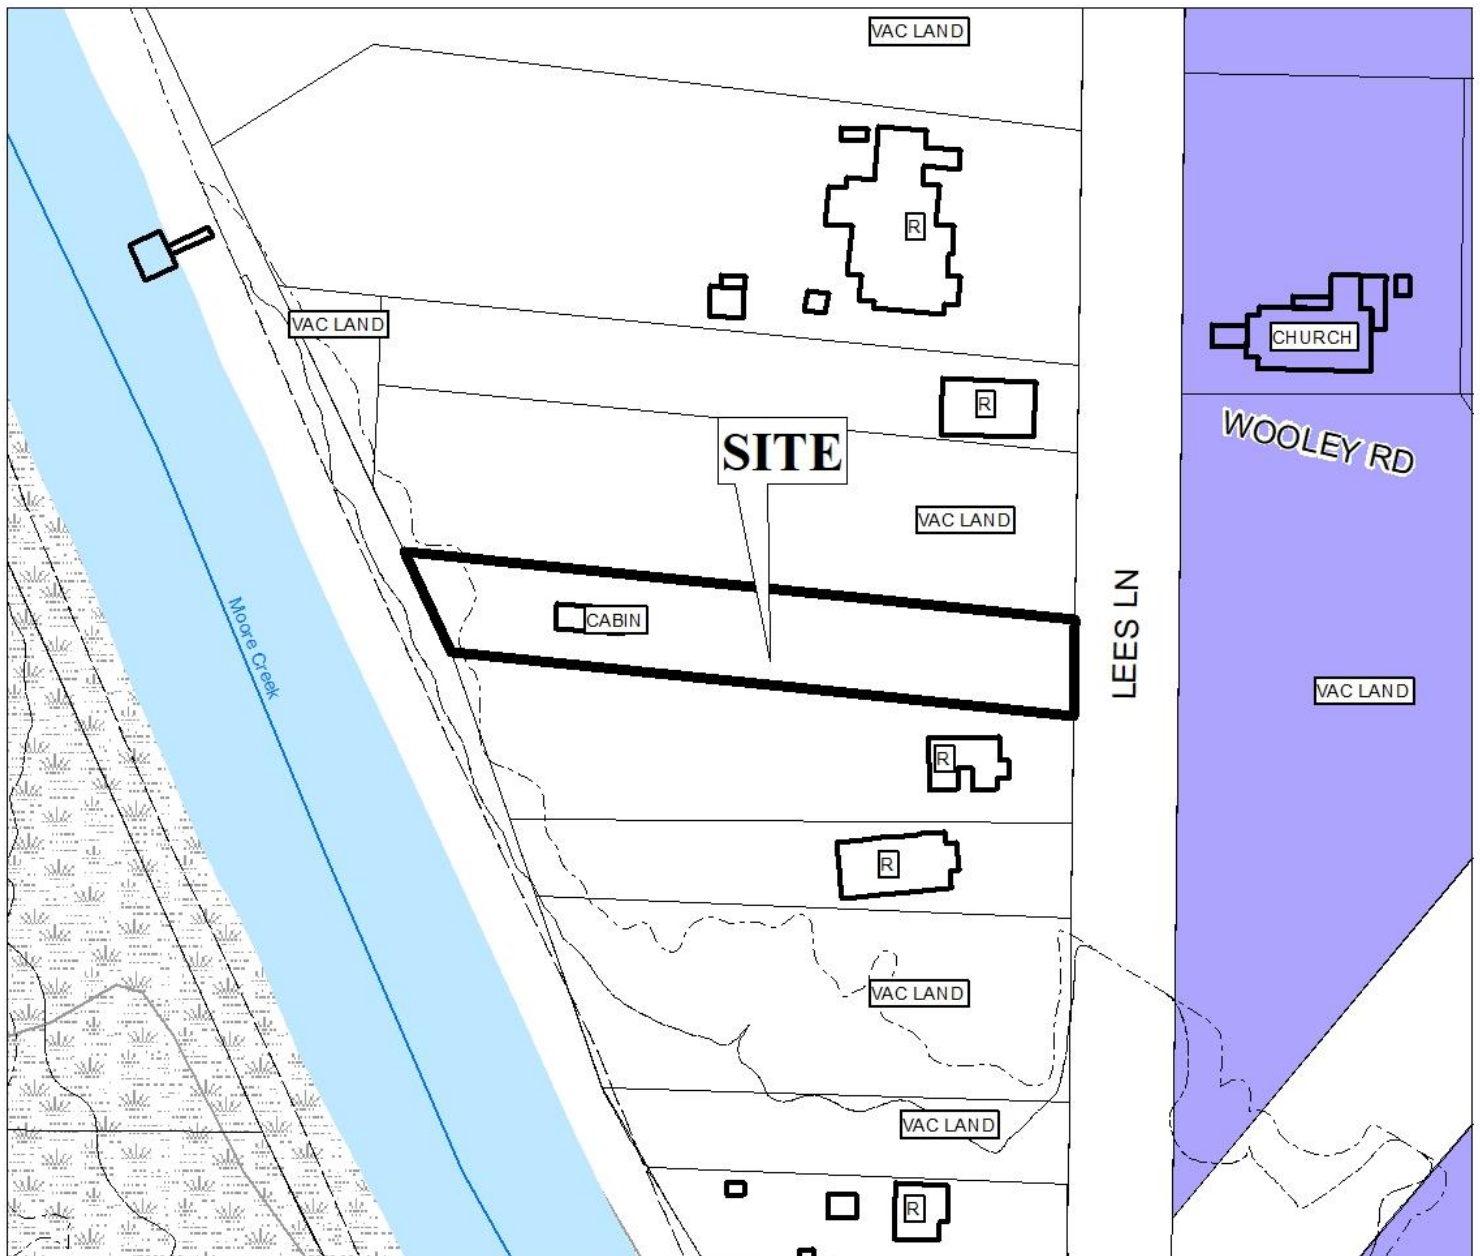 VAC LAND
R
VAC LAND
CHURCH
R
WOOLEY RD
SITE
VAC LAND
CABIN
LEES LN
Moore Creek
VAC LAND
R
R
VAC LAND
VAC LAND
R